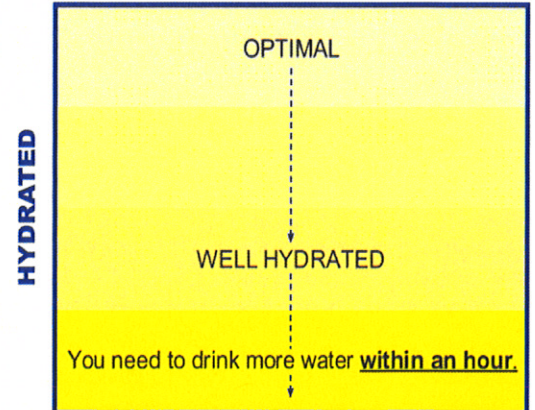 HYDRATED
OPTIMAL
WELL HYDRATED
You need to drink more water within an hour.